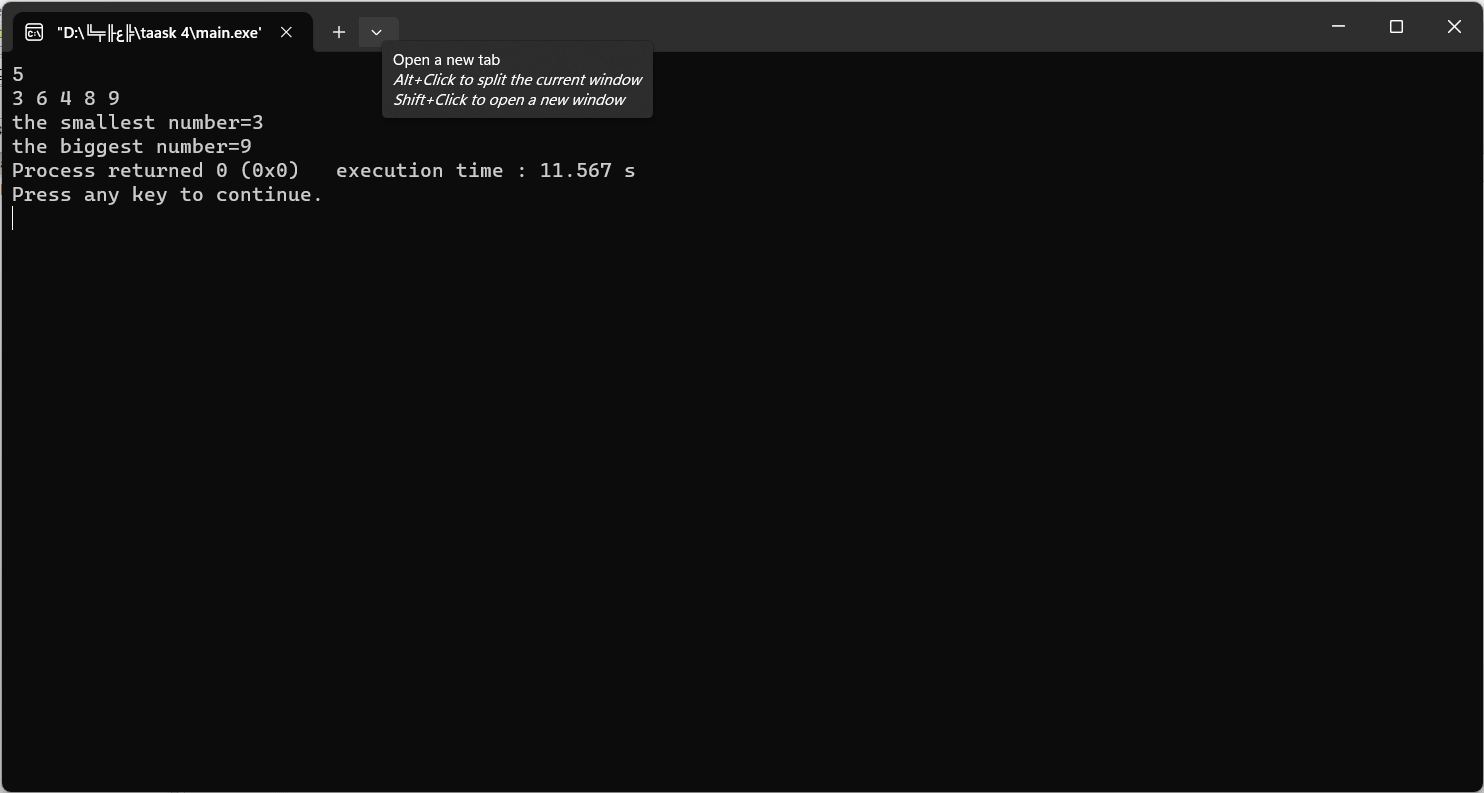 "D:\╚╤╟ع╠\taask 4\main.exe"
Open a new tab
Alt+Click to split the current window
Shift+Click to open a new window
5
3 6 4 8 9
the smallest number=3
the biggest number=9
Process returned 0 (0x0)   execution time : 11.567 s
Press any key to continue.